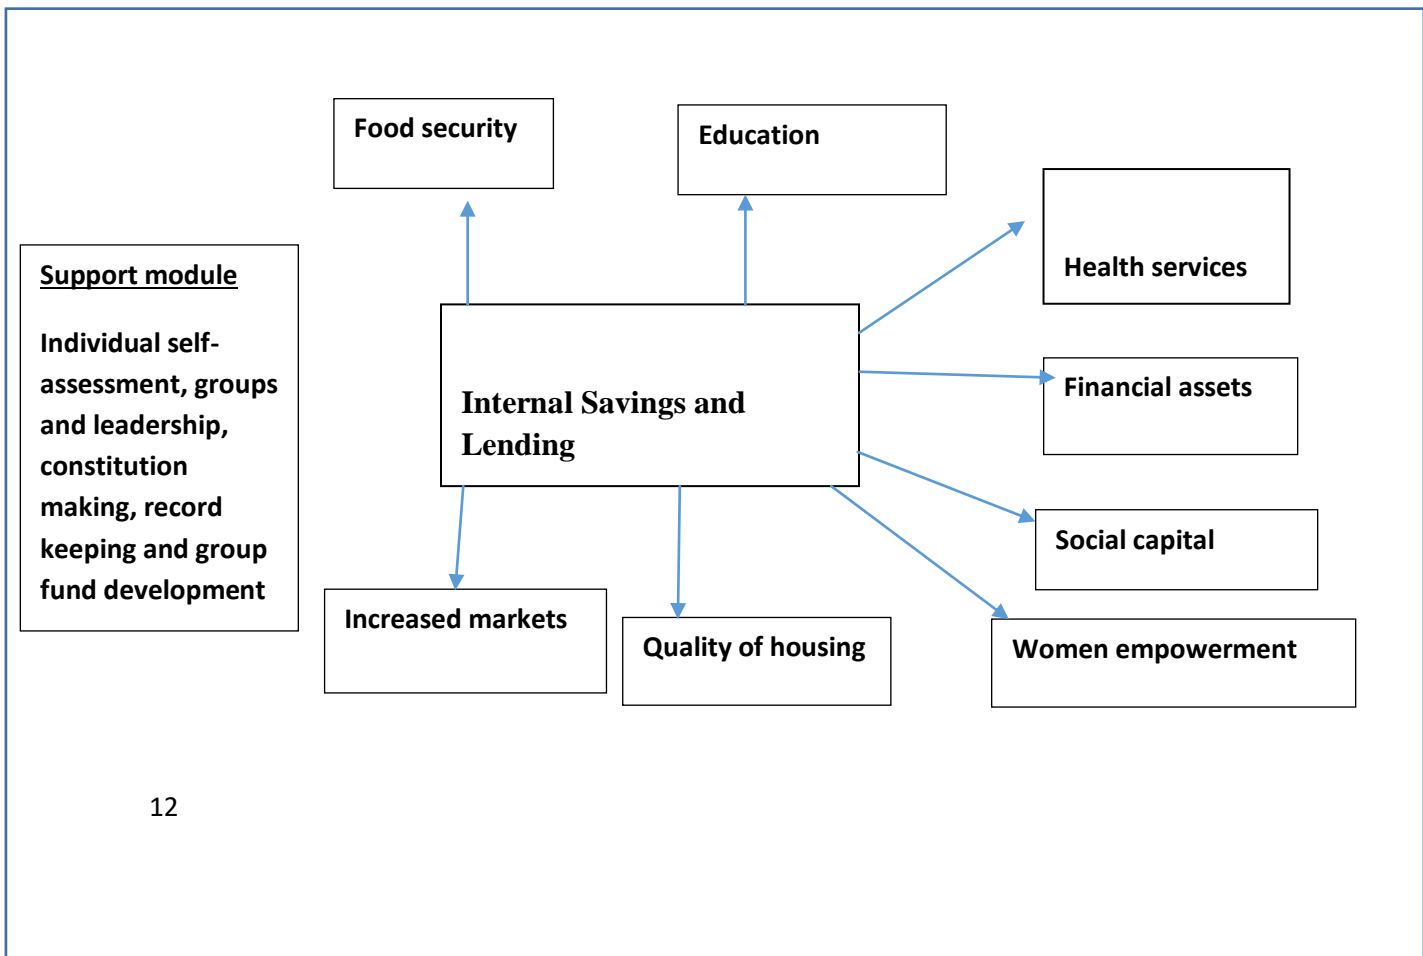 Food security
Education
Health services
Support module
Individual self-
assessment, groups
and leadership,
constitution
making, record
keeping and group
fund development
Internal Savings and
Lending
Financial assets
Social capital
Increased markets
Quality of housing
Women empowerment
12